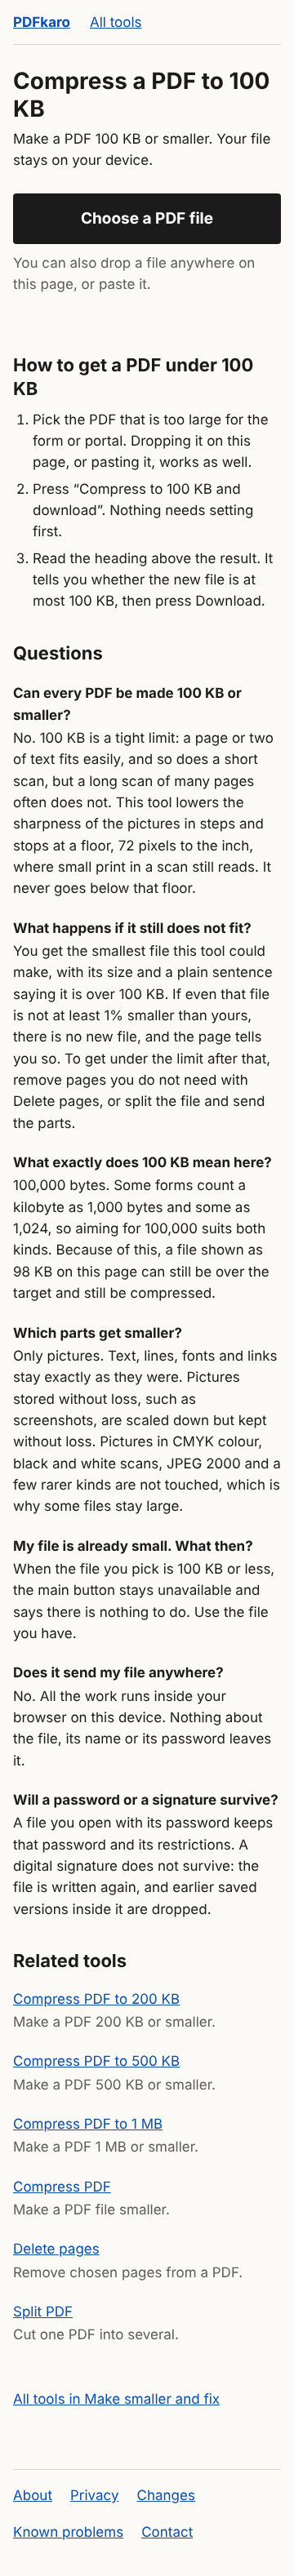 PDFkaro All tools
Compress a PDF to 100
KB
Make a PDF 100 KB or smaller. Your file
stays on your device.
Choose a PDF file
You can also drop a file anywhere on
this page, or paste it.
How to get a PDF under 100
KB
1. Pick the PDF that is too large for the
form or portal. Dropping it on this
page, or pasting it, works as well.
2. Press “Compress to 100 KB and
download”. Nothing needs setting
first.
3. Read the heading above the result. It
tells you whether the new file is at
most 100 KB, then press Download.
Questions
Can every PDF be made 100 KB or
smaller?
No. 100 KB is a tight limit: a page or two
of text fits easily, and so does a short
scan, but a long scan of many pages
often does not. This tool lowers the
sharpness of the pictures in steps and
stops at a floor, 72 pixels to the inch,
where small print in a scan still reads. It
never goes below that floor.
What happens if it still does not fit?
You get the smallest file this tool could
make, with its size and a plain sentence
saying it is over 100 KB. If even that file
is not at least 1% smaller than yours,
there is no new file, and the page tells
you so. To get under the limit after that,
remove pages you do not need with
Delete pages, or split the file and send
the parts.
What exactly does 100 KB mean here?
100,000 bytes. Some forms count a
kilobyte as 1,000 bytes and some as
1,024, so aiming for 100,000 suits both
kinds. Because of this, a file shown as
98 KB on this page can still be over the
target and still be compressed.
Which parts get smaller?
Only pictures. Text, lines, fonts and links
stay exactly as they were. Pictures
stored without loss, such as
screenshots, are scaled down but kept
without loss. Pictures in CMYK colour,
black and white scans, JPEG 2000 and a
few rarer kinds are not touched, which is
why some files stay large.
My file is already small. What then?
When the file you pick is 100 KB or less,
the main button stays unavailable and
says there is nothing to do. Use the file
you have.
Does it send my file anywhere?
No. All the work runs inside your
browser on this device. Nothing about
the file, its name or its password leaves
it.
Will a password or a signature survive?
A file you open with its password keeps
that password and its restrictions. A
digital signature does not survive: the
file is written again, and earlier saved
versions inside it are dropped.
Related tools
Compress PDF to 200 KB
Make a PDF 200 KB or smaller.
Compress PDF to 500 KB
Make a PDF 500 KB or smaller.
Compress PDF to 1 MB
Make a PDF 1 MB or smaller.
Compress PDF
Make a PDF file smaller.
Delete pages
Remove chosen pages from a PDF.
Split PDF
Cut one PDF into several.
All tools in Make smaller and fix
About Privacy Changes
Known problems Contact